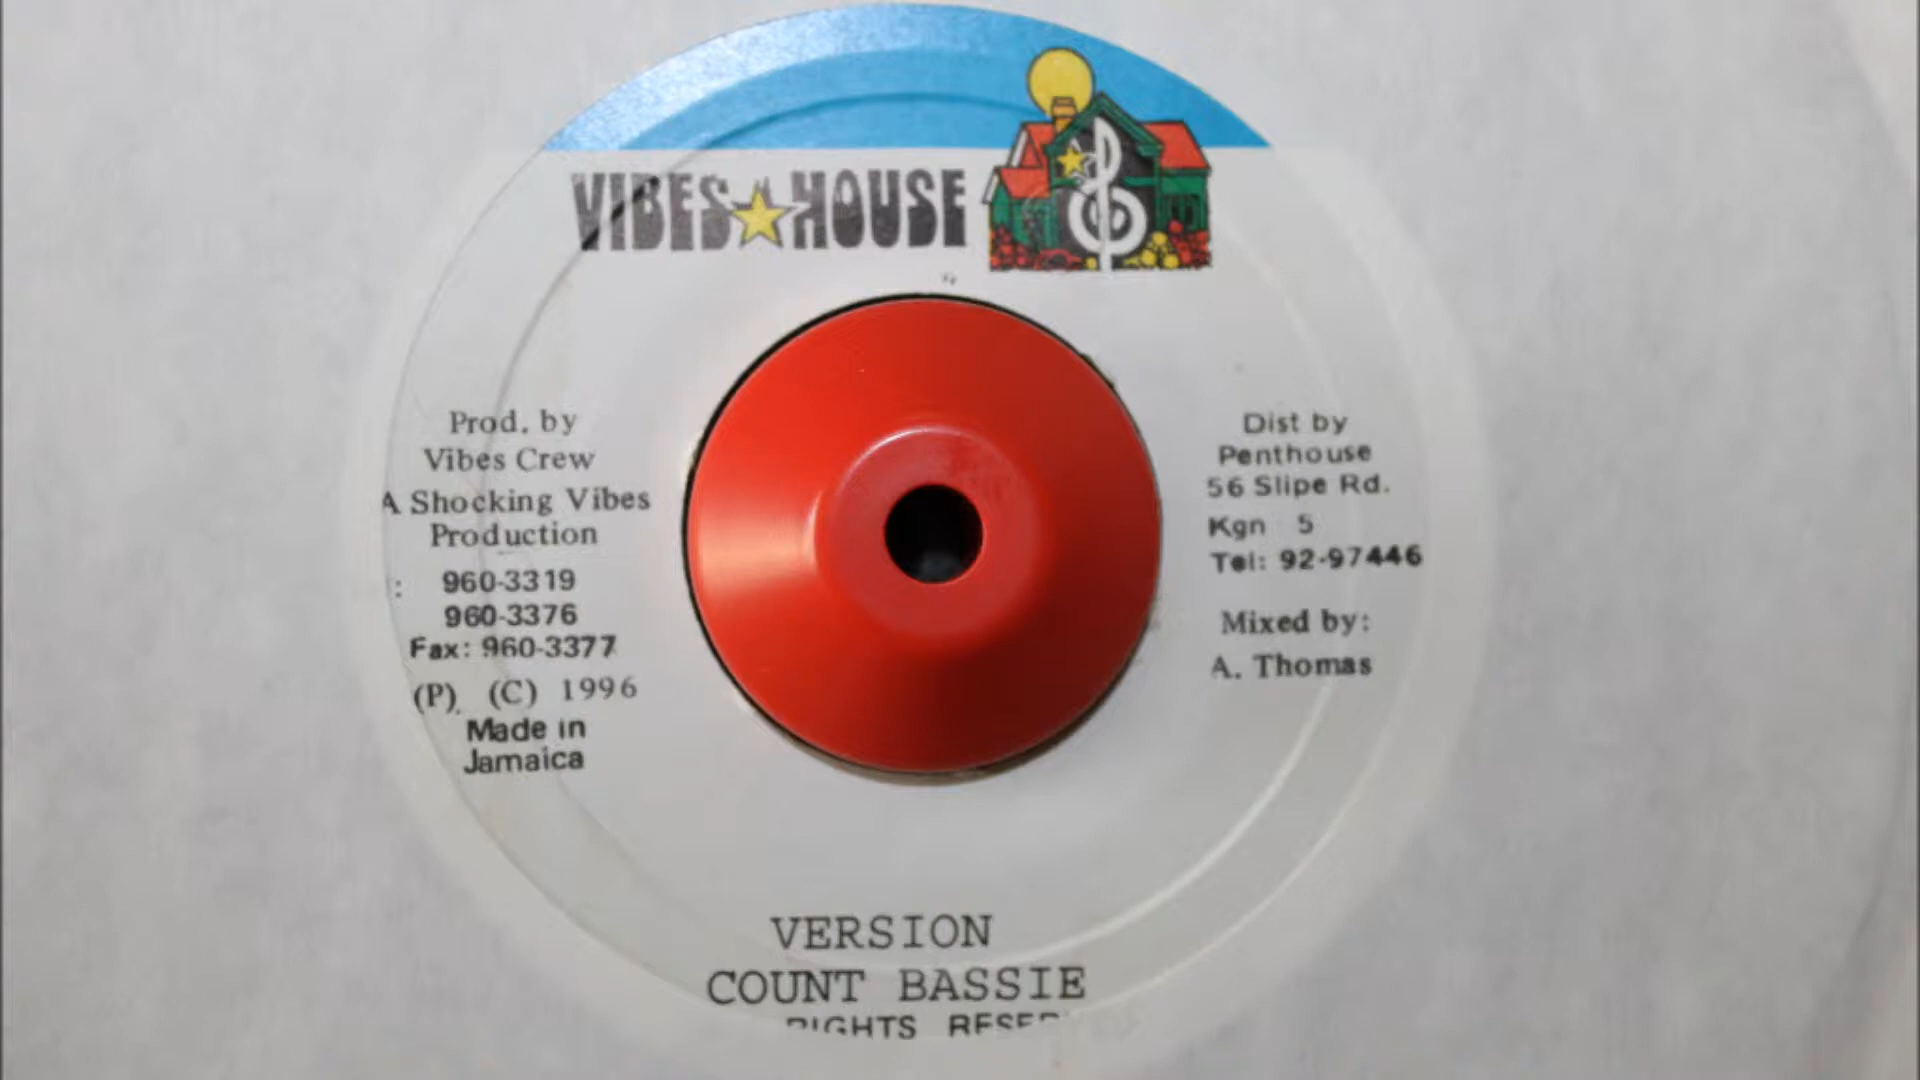 VIBES HOUSE
Prod. by
Vibes Crew
A Shocking Vibes
Production
: 960-3319
960-3376
Fax: 960-3377
(P). (C) 1996
Made in
Jamaica
Dist by
Penthouse
56 Slipe Rd.
Kgn 5
Tel: 92-97446
Mixed by:
A. Thomas
VERSION
COUNT BASSIE
RIGHTS